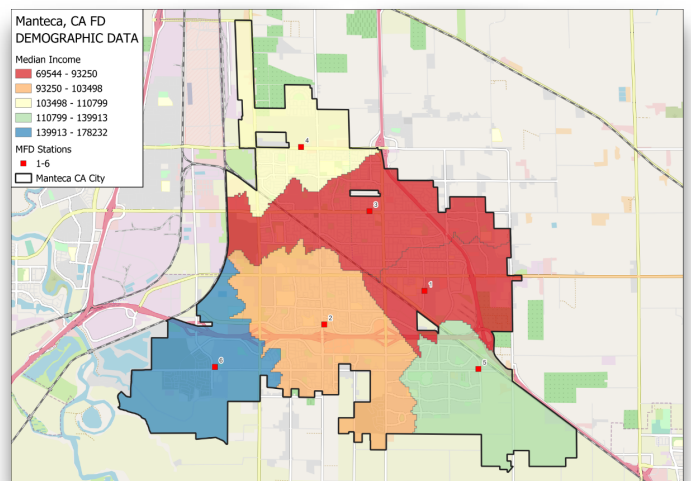 Manteca, CA FD
DEMOGRAPHIC DATA
Median Income
69544 - 93250
93250 - 103498
103498 - 110799
110799 - 139913
139913 - 178232
MFD Stations
1-6
Manteca CA City
4
3
1
2
6
5